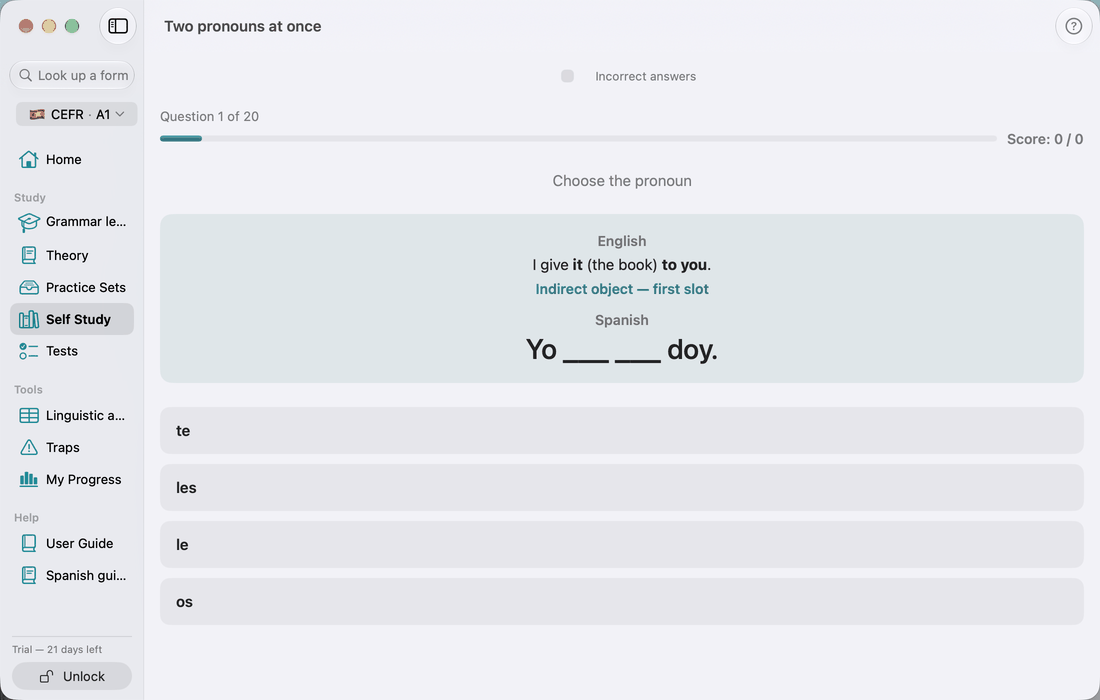 Two pronouns at once
Look up a form
CEFR · A1
Home
Study
Grammar le...
Theory
Practice Sets
Self Study
Tests
Tools
Linguistic a...
Traps
My Progress
Help
User Guide
Spanish gui...
Trial — 21 days left
Unlock
?
Incorrect answers
Question 1 of 20
Score: 0 / 0
Choose the pronoun
English
I give it (the book) to you.
Indirect object — first slot
Spanish
Yo ___ ___ doy.
te
les
le
os